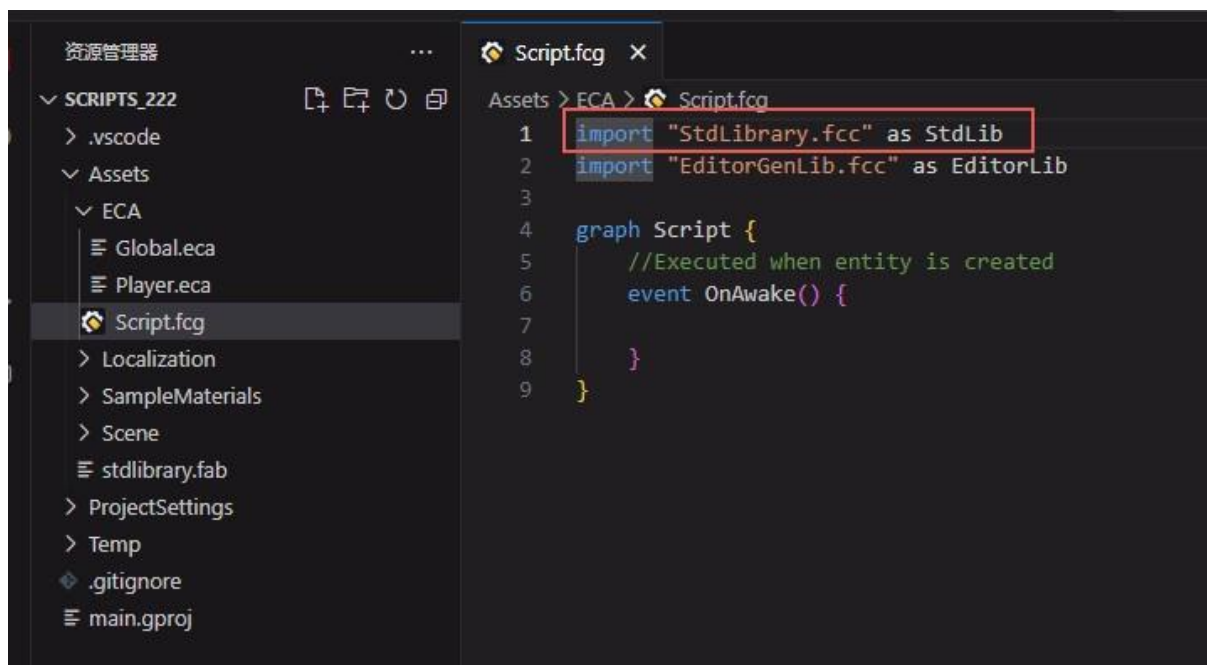 资源管理器 ...
SCRIPTS_222
.vscode
Assets
ECA
Global.eca
Player.eca
Script.fcg
Localization
SampleMaterials
Scene
stdlibrary.fab
ProjectSettings
Temp
.gitignore
main.gproj
Script.fcg
Assets > ECA > Script.fcg
1 import "StdLibrary.fcc" as StdLib
2 import "EditorGenLib.fcc" as EditorLib
3
4 graph Script {
5 //Executed when entity is created
6 event OnAwake() {
7
8 }
9 }